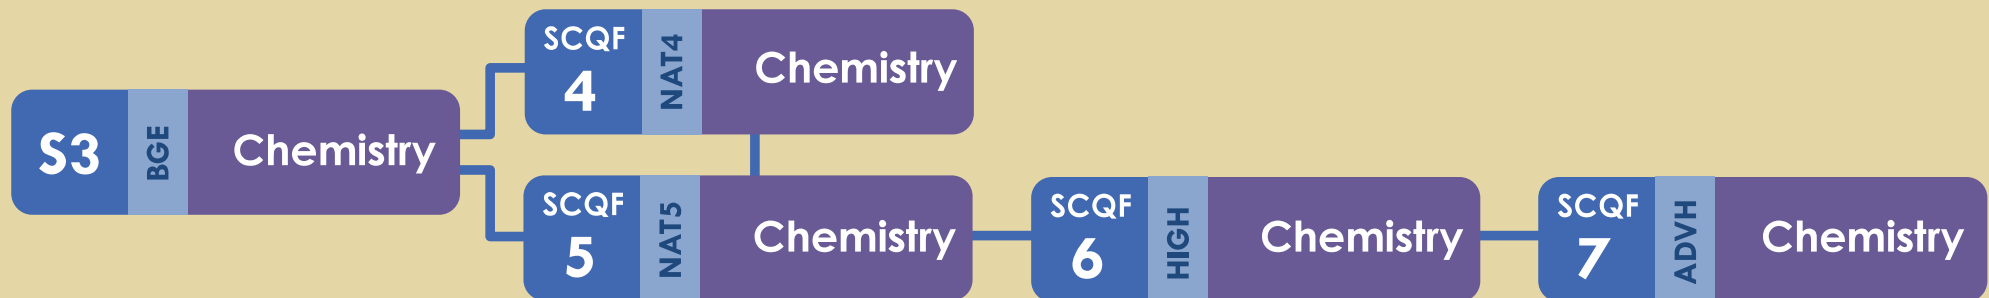 S3
BGE
Chemistry
SCQF
4
NAT4
Chemistry
SCQF
5
NAT5
Chemistry
SCQF
6
HIGH
Chemistry
SCQF
7
ADVH
Chemistry